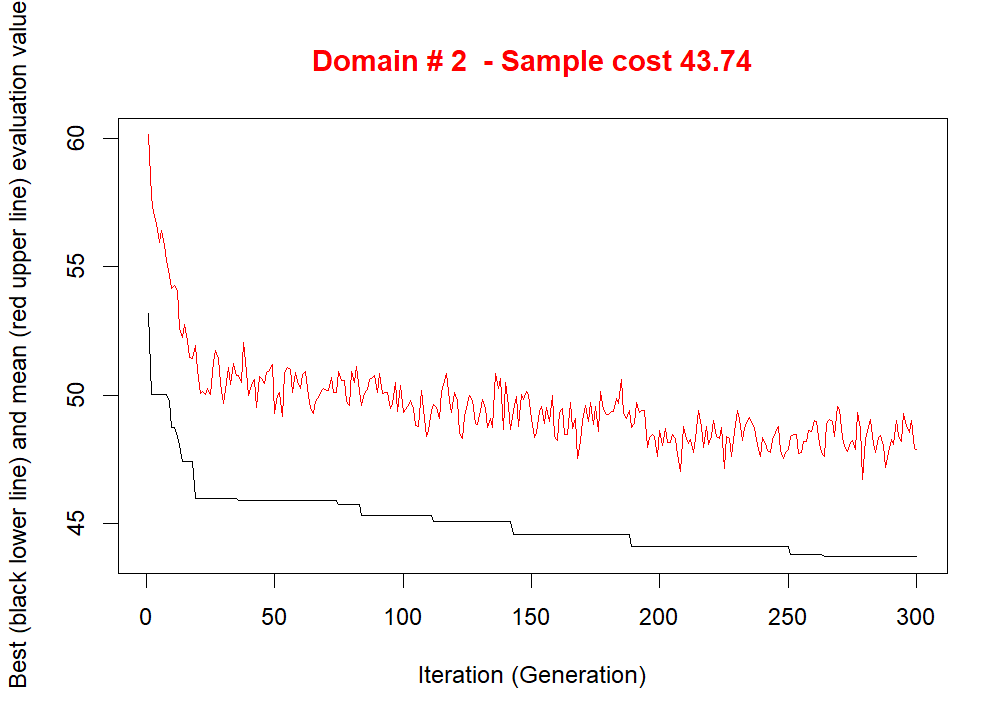 Domain # 2  - Sample cost 43.74
Best (black lower line) and mean (red upper line) evaluation value
60
55
50
45
0 50 100 150 200 250 300
Iteration (Generation)